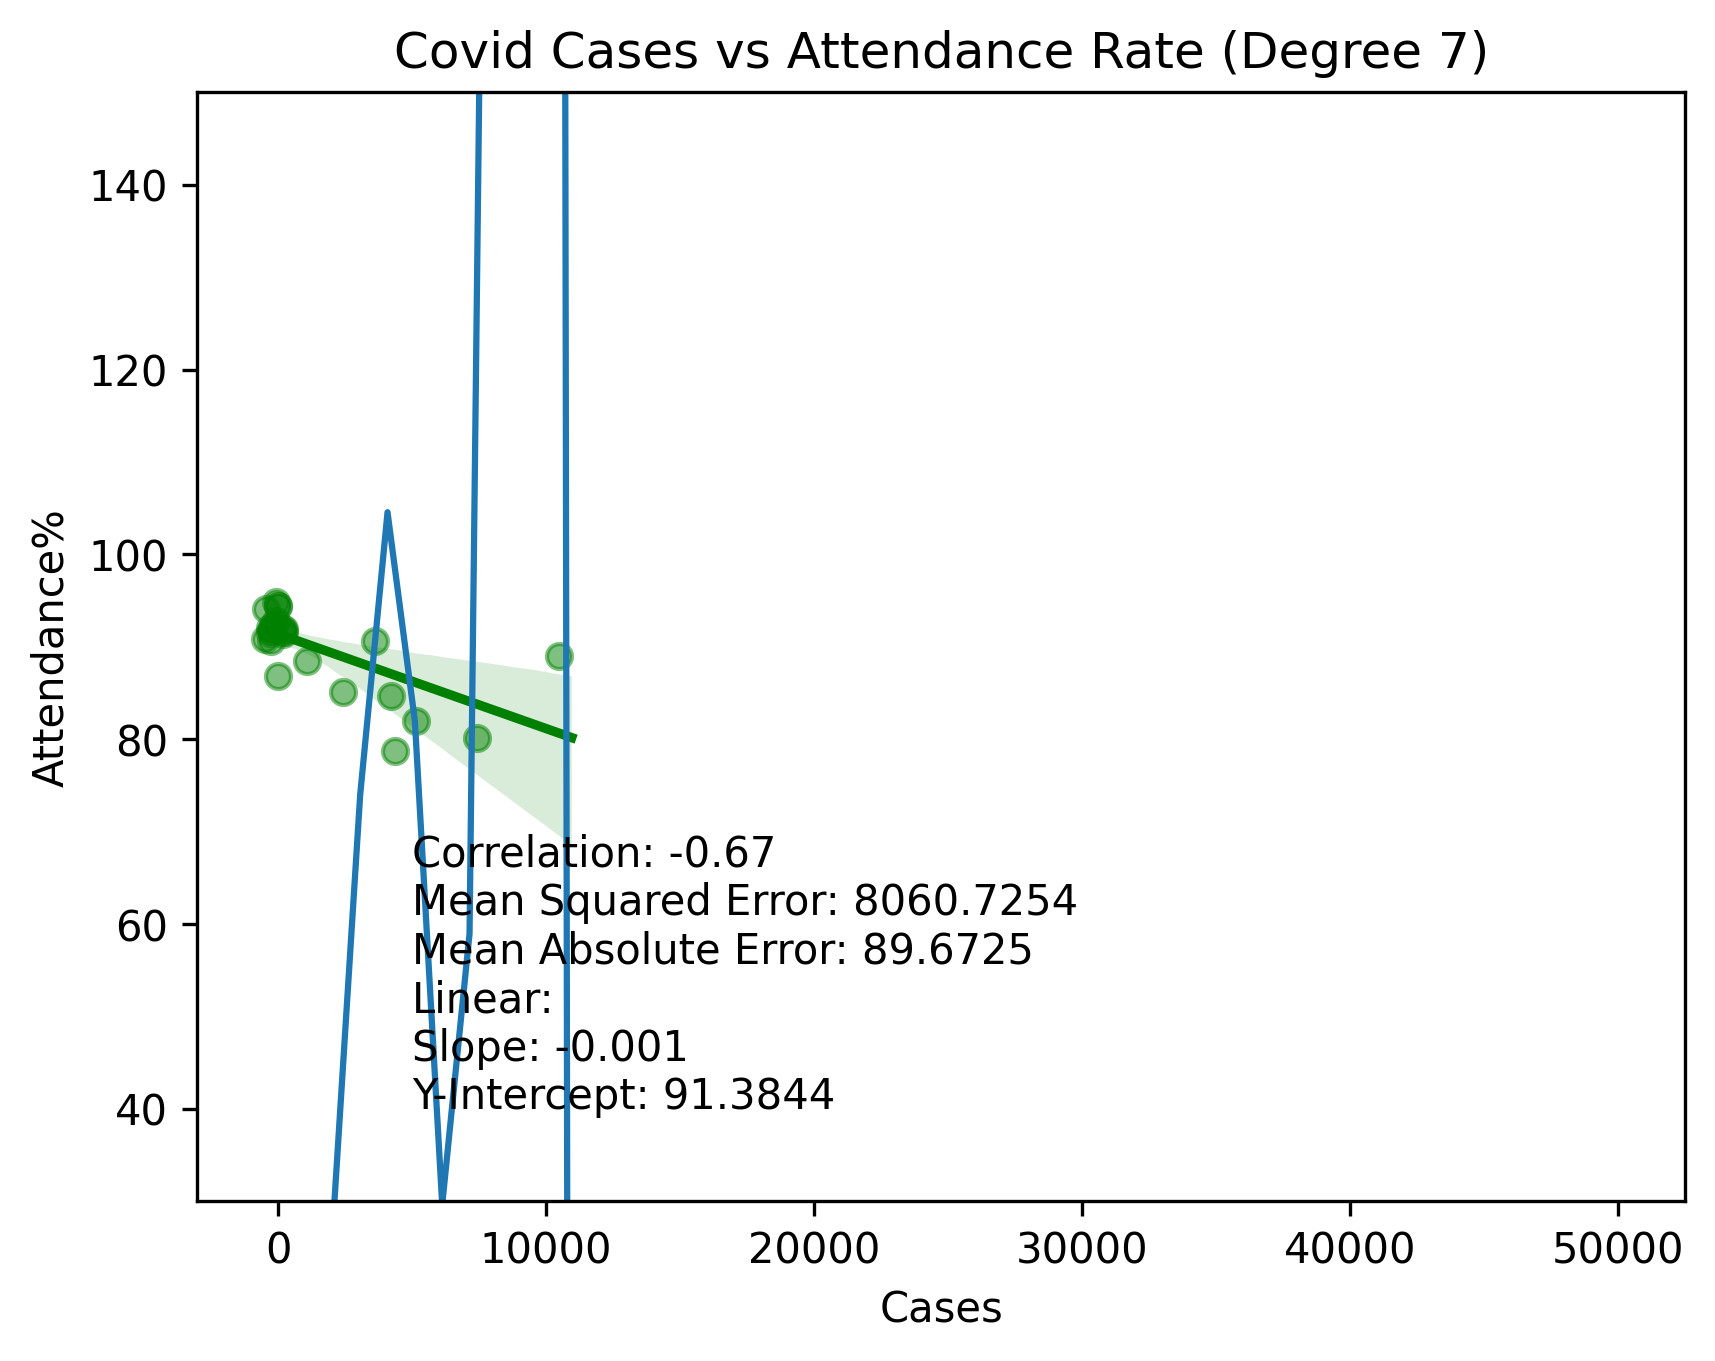 Covid Cases vs Attendance Rate (Degree 7)
140
120
100
80
60
40
Attendance%
Correlation: -0.67
Mean Squared Error: 8060.7254
Mean Absolute Error: 89.6725
Linear:
Slope: -0.001
Y-Intercept: 91.3844
0 10000 20000 30000 40000 50000
Cases